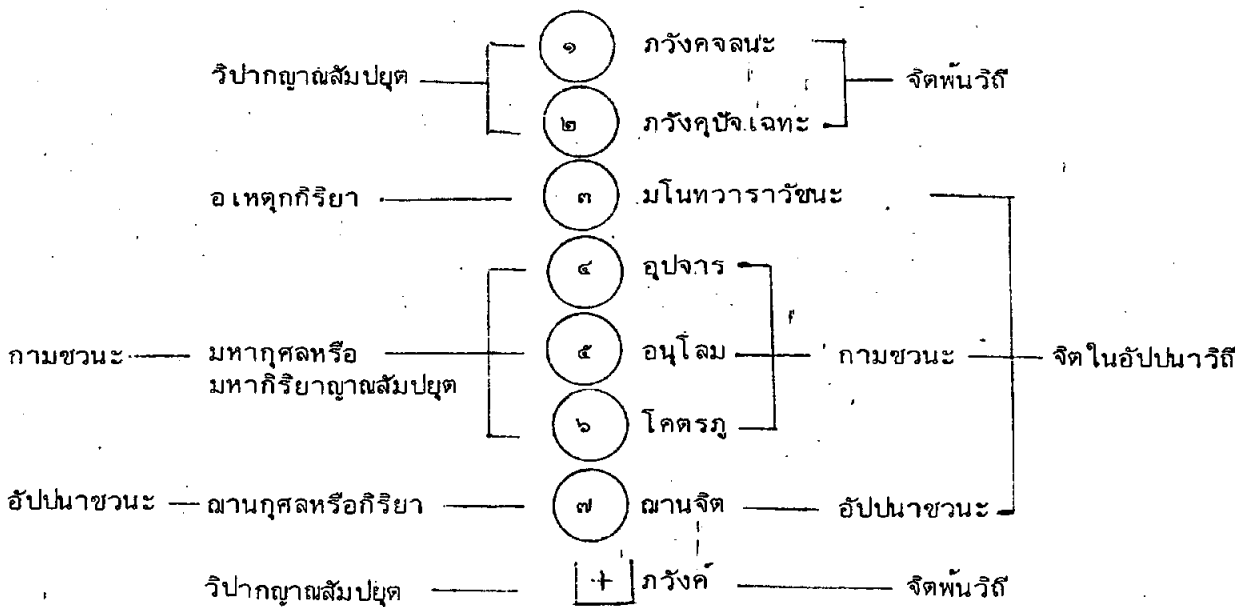 ๑ ภวังคจลนะ
วิปากญาณสัมปยุต จิตพ้นวิถี
๒ ภวังคุปัจเฉทะ
อเหตุกกิริยา ๓ มโนทวาราวัชนะ
๔ อุปจาร
กามชวนะ มหากุศลหรือ ๕ อนุโลม กามชวนะ จิตในอัปปนาวิถี
มหากิริยาญาณสัมปยุต
๖ โคตรภู
อัปปนาชวนะ ฌานกุศลหรือกิริยา ๗ ฌานจิต อัปปนาชวนะ
วิปากญาณสัมปยุต + ภวังค์ จิตพ้นวิถี